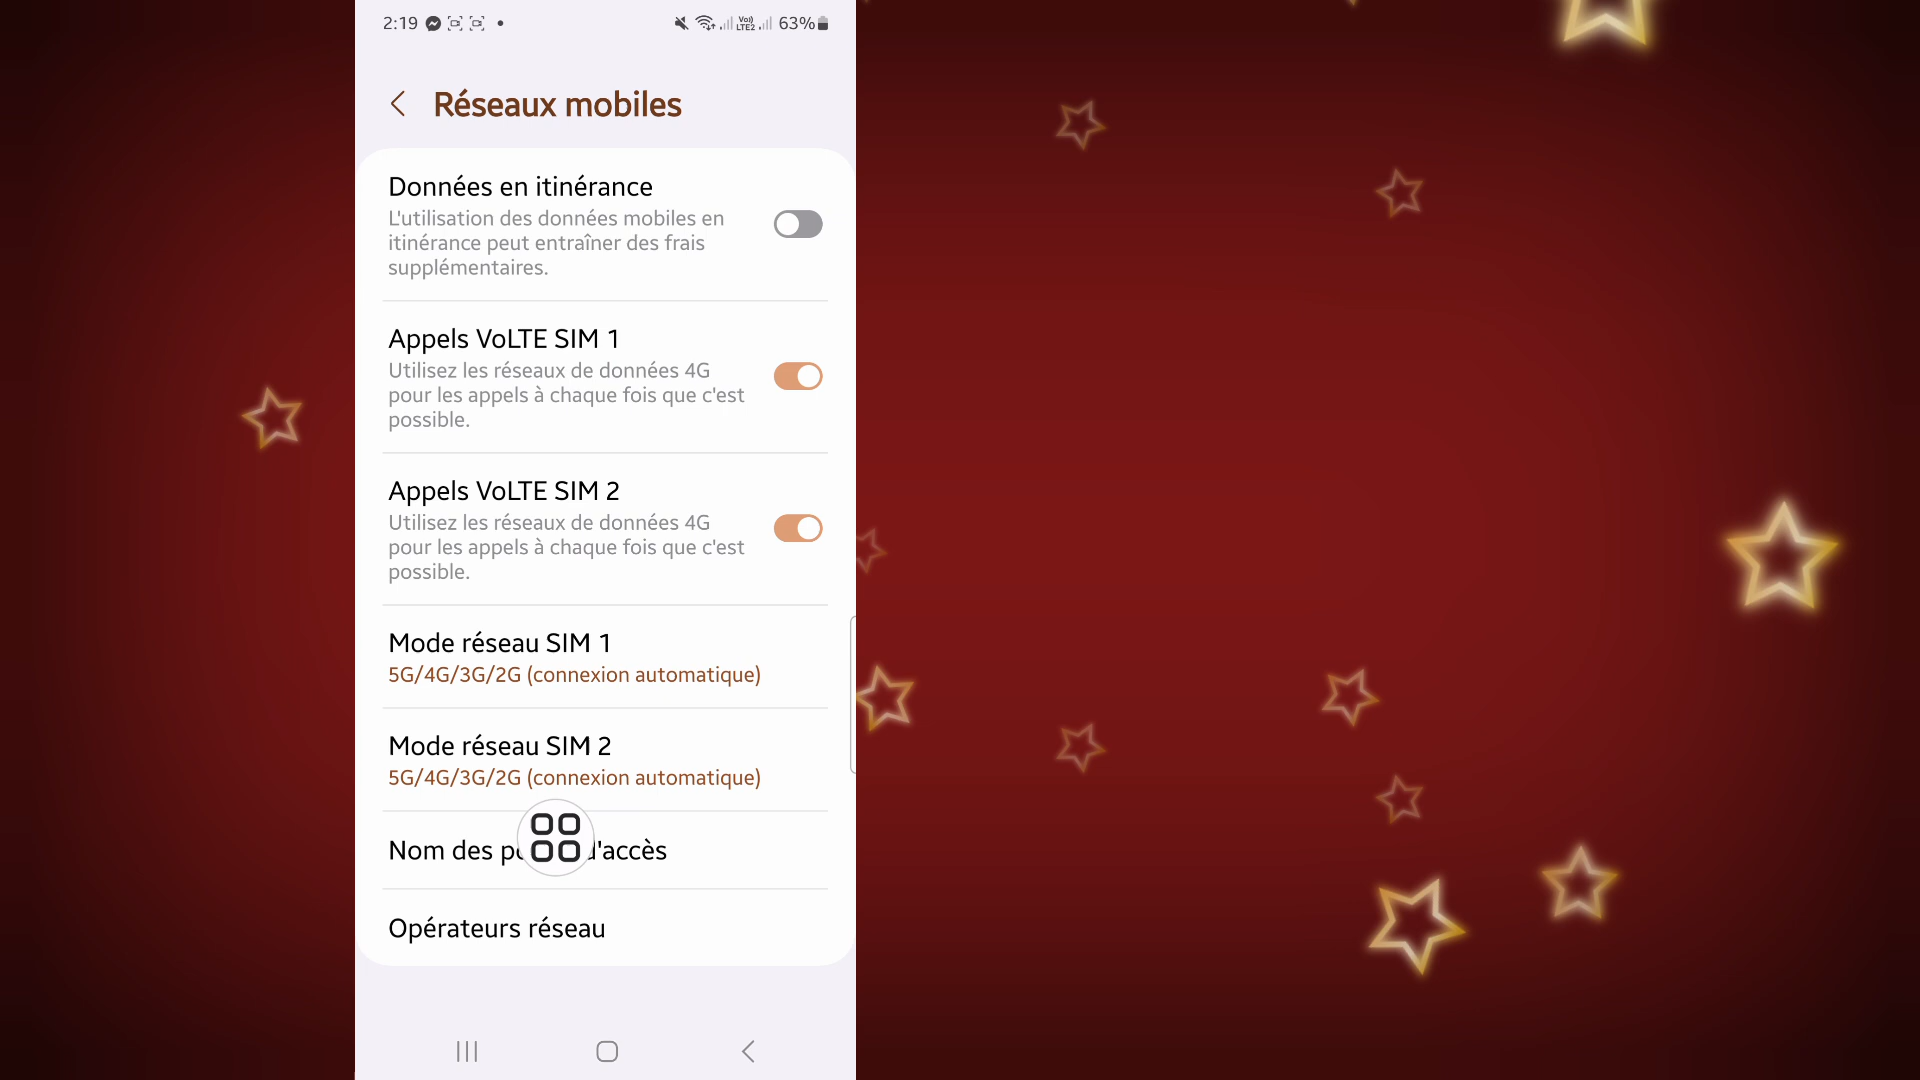 2:19
Vo))
LTE2
63%
Réseaux mobiles
Données en itinérance
L'utilisation des données mobiles en
itinérance peut entraîner des frais
supplémentaires.
Appels VoLTE SIM 1
Utilisez les réseaux de données 4G
pour les appels à chaque fois que c'est
possible.
Appels VoLTE SIM 2
Utilisez les réseaux de données 4G
pour les appels à chaque fois que c'est
possible.
Mode réseau SIM 1
5G/4G/3G/2G (connexion automatique)
Mode réseau SIM 2
5G/4G/3G/2G (connexion automatique)
Nom des d'accès
Opérateurs réseau